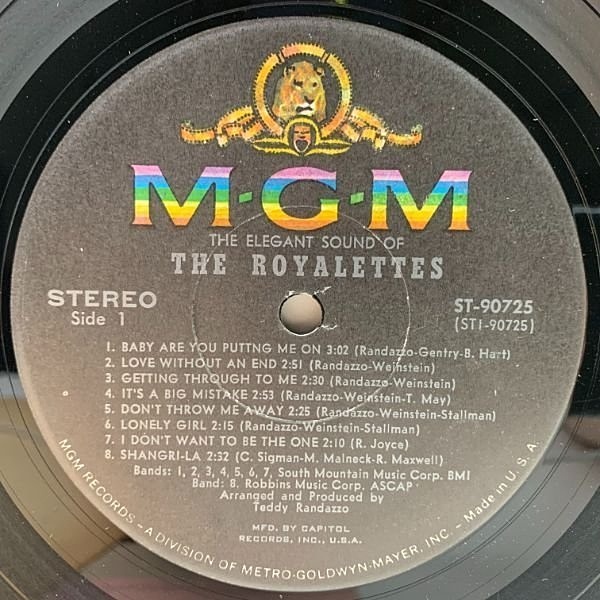 M·G·M
THE ELEGANT SOUND OF
THE ROYALETTES
STEREO
Side 1
ST-90725
(ST1-90725)
1. BABY ARE YOU PUTTNG ME ON 3:02 (Randazzo-Gentry-B. Hart)
2. LOVE WITHOUT AN END 2:51 (Randazzo-Weinstein)
3. GETTING THROUGH TO ME 2:30 (Randazzo-Weinstein)
4. IT'S A BIG MISTAKE 2:53 (Randazzo-Weinstein-T. May)
5. DON'T THROW ME AWAY 2:25 (Randazzo-Weinstein-Stallman)
6. LONELY GIRL 2:15 (Randazzo-Weinstein-Stallman)
7. I DON'T WANT TO BE THE ONE 2:10 (R. Joyce)
8. SHANGRI-LA 2:32 (C. Sigman-M. Malneck-R. Maxwell)
Bands: 1, 2, 3, 4, 5, 6, 7, South Mountain Music Corp. BMI
Band: 8. Robbins Music Corp. ASCAP
Arranged and Produced by
Teddy Randazzo
MFD. BY CAPITOL
RECORDS, INC., U.S.A.
MGM RECORDS – A DIVISION OF METRO-GOLDWYN-MAYER, INC. – Made in U.S.A.